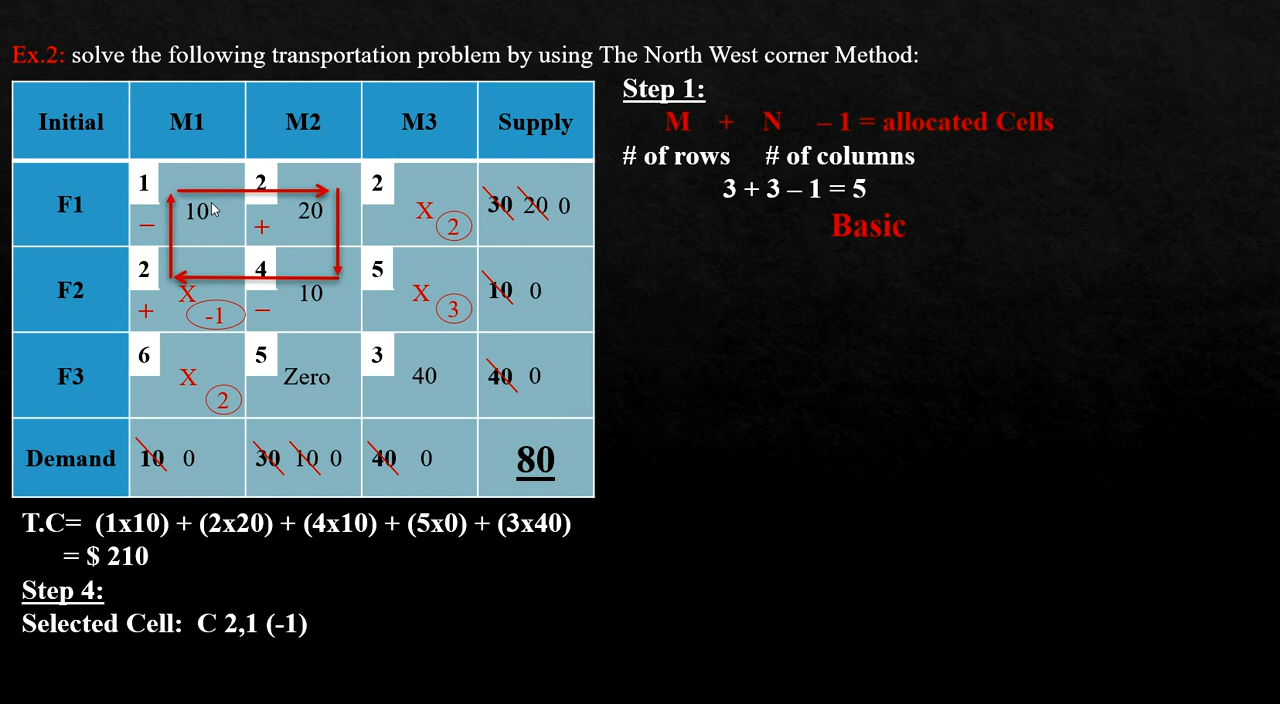 Ex.2: solve the following transportation problem by using The North West corner Method:
Initial M1 M2 M3 Supply
F1 1 10 − 2 20 + 2 X 2 30 20 0
F2 2 X -1 + 4 10 − 5 X 3 10 0
F3 6 X 2 5 Zero 3 40 40 0
Demand 10 0 30 10 0 40 0 80
T.C= (1x10) + (2x20) + (4x10) + (5x0) + (3x40)
= $ 210
Step 4:
Selected Cell: C 2,1 (-1)
Step 1:
M + N – 1 = allocated Cells
# of rows # of columns
3 + 3 – 1 = 5
Basic